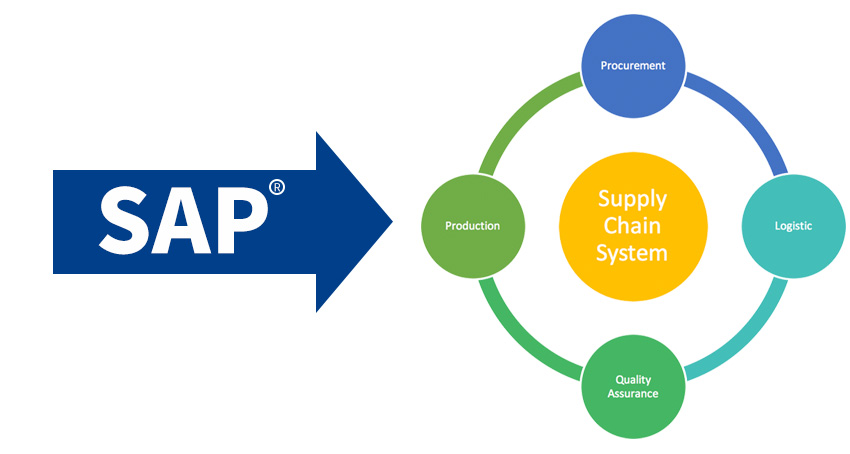 SAP®
Procurement
Supply
Chain
System
Production
Logistic
Quality
Assurance